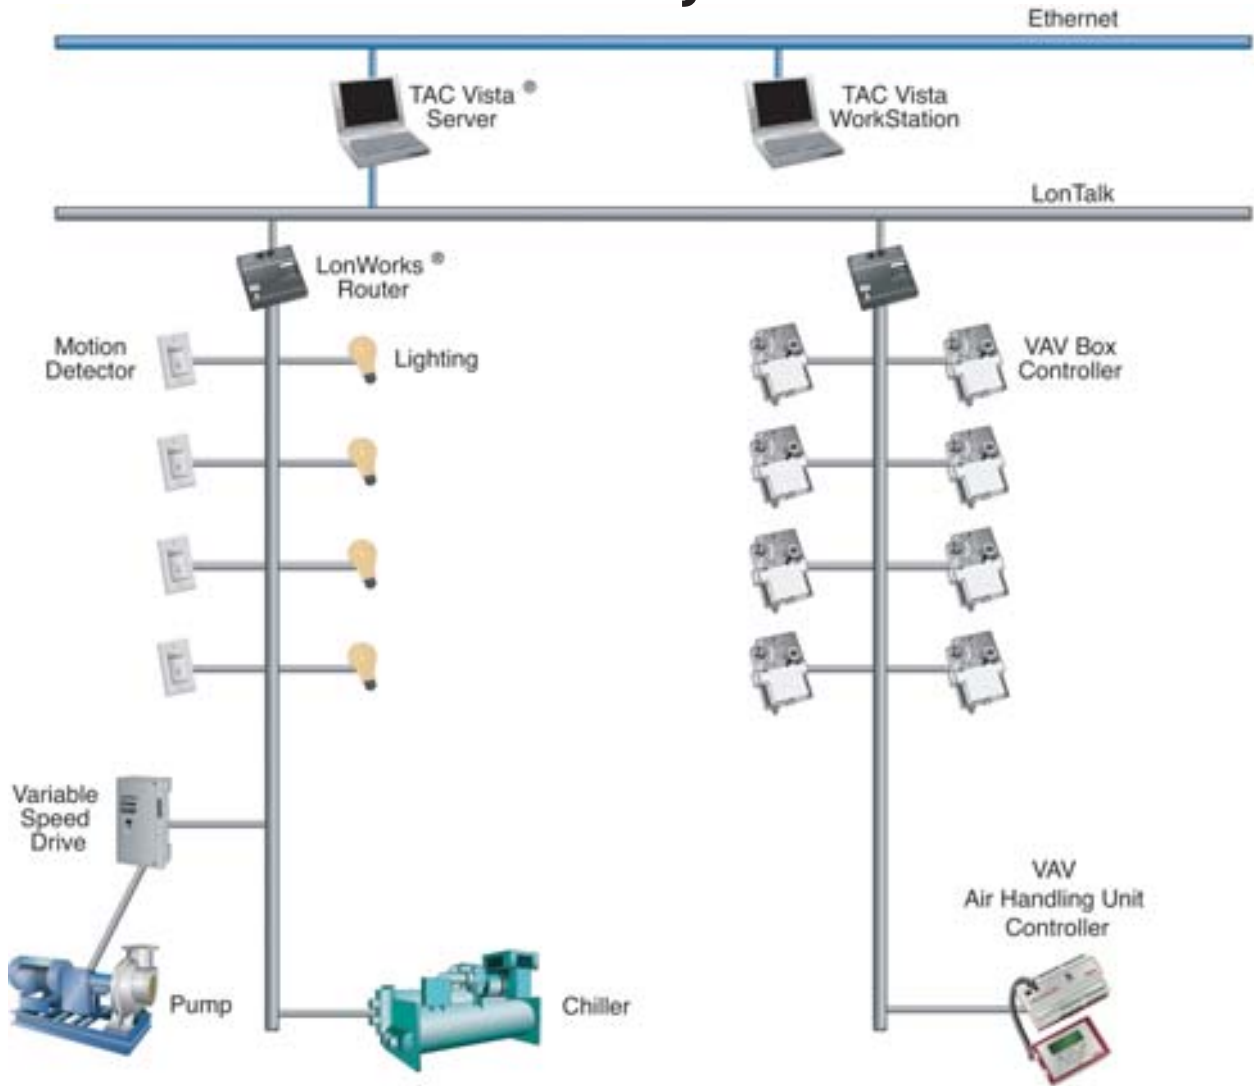 Ethernet
TAC Vista ®
Server
TAC Vista
WorkStation
LonTalk
LonWorks ®
Router
Motion
Detector
Lighting
VAV Box
Controller
Variable
Speed
Drive
Pump
Chiller
VAV
Air Handling Unit
Controller